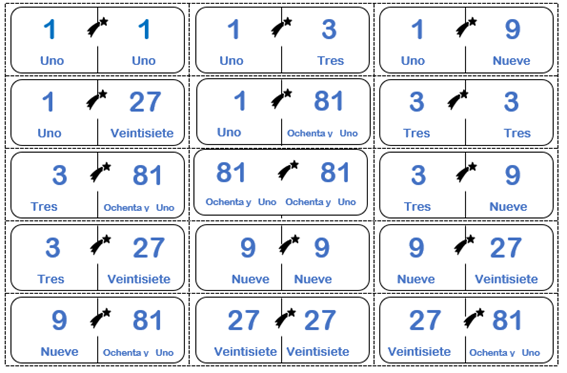 1 1 1 3 1 9
Uno Uno Uno Tres Uno Nueve
1 27 1 81 3 3
Uno Veintisiete Uno Ochenta y Uno Tres Tres
3 81 81 81 3 9
Tres Ochenta y Uno Ochenta y Uno Ochenta y Uno Tres Nueve
3 27 9 9 9 27
Tres Veintisiete Nueve Nueve Nueve Veintisiete
9 81 27 27 27 81
Nueve Ochenta y Uno Veintisiete Veintisiete Veintisiete Ochenta y Uno